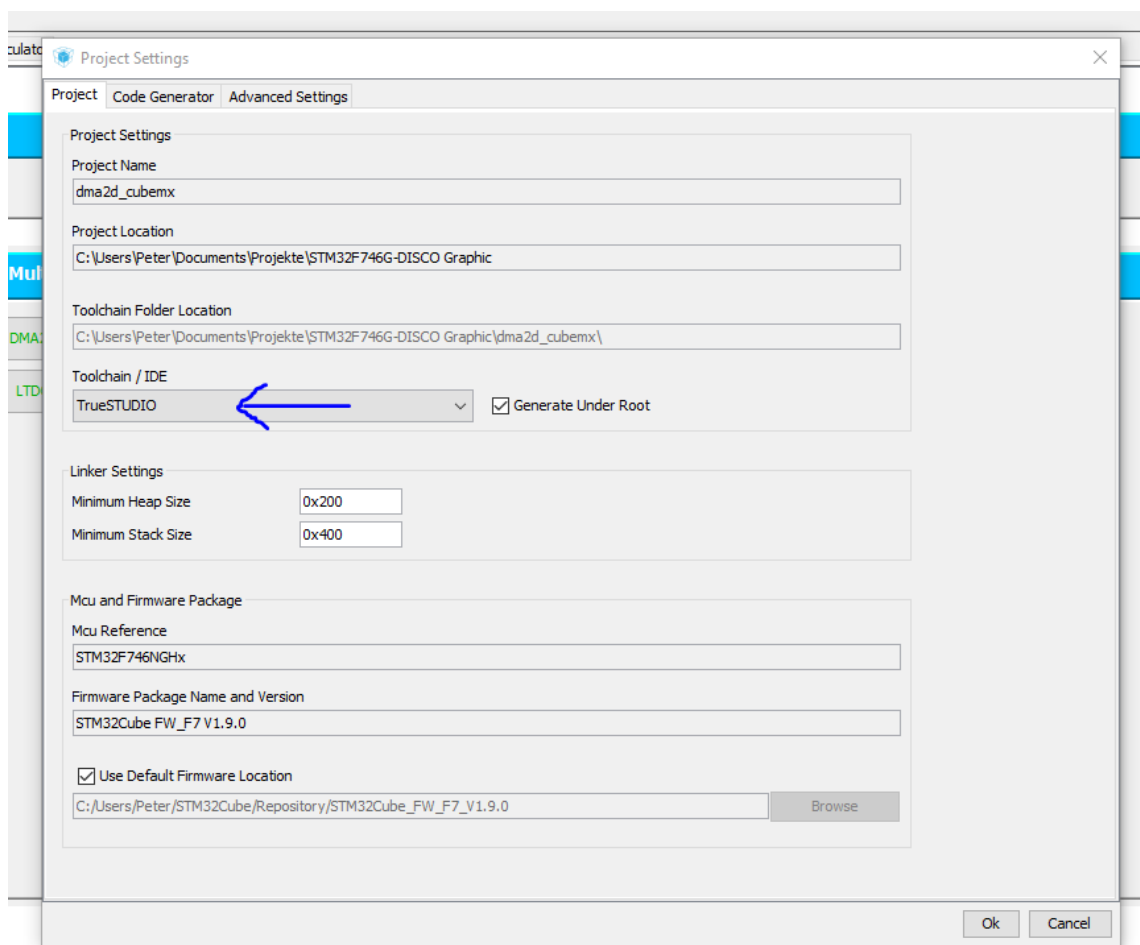 culato
Project Settings
Project Code Generator Advanced Settings
Project Settings
Project Name
dma2d_cubemx
Project Location
C:\Users\Peter\Documents\Projekte\STM32F746G-DISCO Graphic
Mul
Toolchain Folder Location
DMA2
C:\Users\Peter\Documents\Projekte\STM32F746G-DISCO Graphic\dma2d_cubemx\
Toolchain / IDE
LTD
TrueSTUDIO
Generate Under Root
Linker Settings
Minimum Heap Size 0x200
Minimum Stack Size 0x400
Mcu and Firmware Package
Mcu Reference
STM32F746NGHx
Firmware Package Name and Version
STM32Cube FW_F7 V1.9.0
Use Default Firmware Location
C:/Users/Peter/STM32Cube/Repository/STM32Cube_FW_F7_V1.9.0 Browse
Ok Cancel